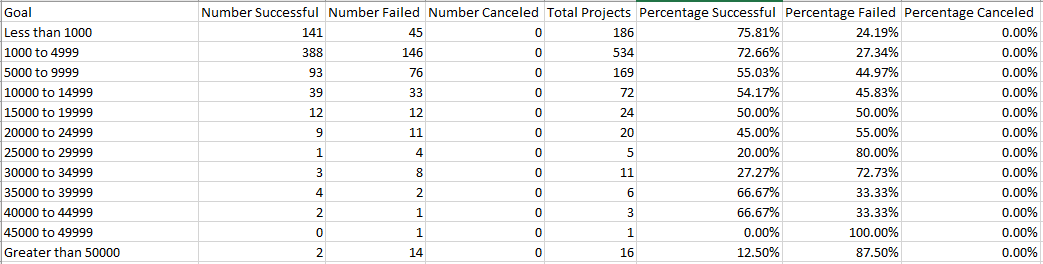 Goal Number Successful Number Failed Number Canceled Total Projects Percentage Successful Percentage Failed Percentage Canceled
Less than 1000 141 45 0 186 75.81% 24.19% 0.00%
1000 to 4999 388 146 0 534 72.66% 27.34% 0.00%
5000 to 9999 93 76 0 169 55.03% 44.97% 0.00%
10000 to 14999 39 33 0 72 54.17% 45.83% 0.00%
15000 to 19999 12 12 0 24 50.00% 50.00% 0.00%
20000 to 24999 9 11 0 20 45.00% 55.00% 0.00%
25000 to 29999 1 4 0 5 20.00% 80.00% 0.00%
30000 to 34999 3 8 0 11 27.27% 72.73% 0.00%
35000 to 39999 4 2 0 6 66.67% 33.33% 0.00%
40000 to 44999 2 1 0 3 66.67% 33.33% 0.00%
45000 to 49999 0 1 0 1 0.00% 100.00% 0.00%
Greater than 50000 2 14 0 16 12.50% 87.50% 0.00%